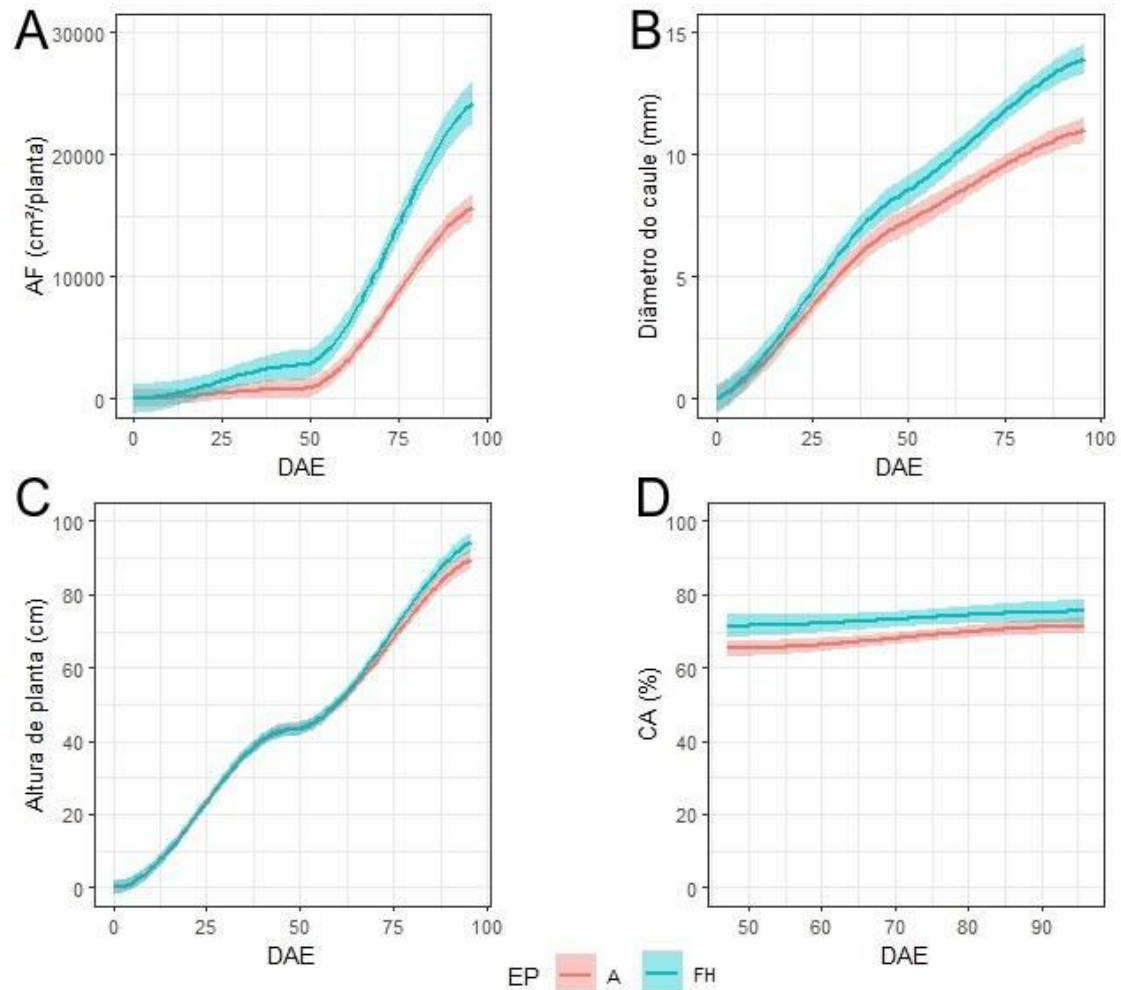 A
30000
20000
10000
0
AF (cm²/planta)
0 25 50 75 100
DAE
B
15
10
5
0
Diâmetro do caule (mm)
0 25 50 75 100
DAE
C
100
80
60
40
20
0
Altura de planta (cm)
0 25 50 75 100
DAE
D
100
80
60
40
20
0
CA (%)
50 60 70 80 90
DAE
EP A FH